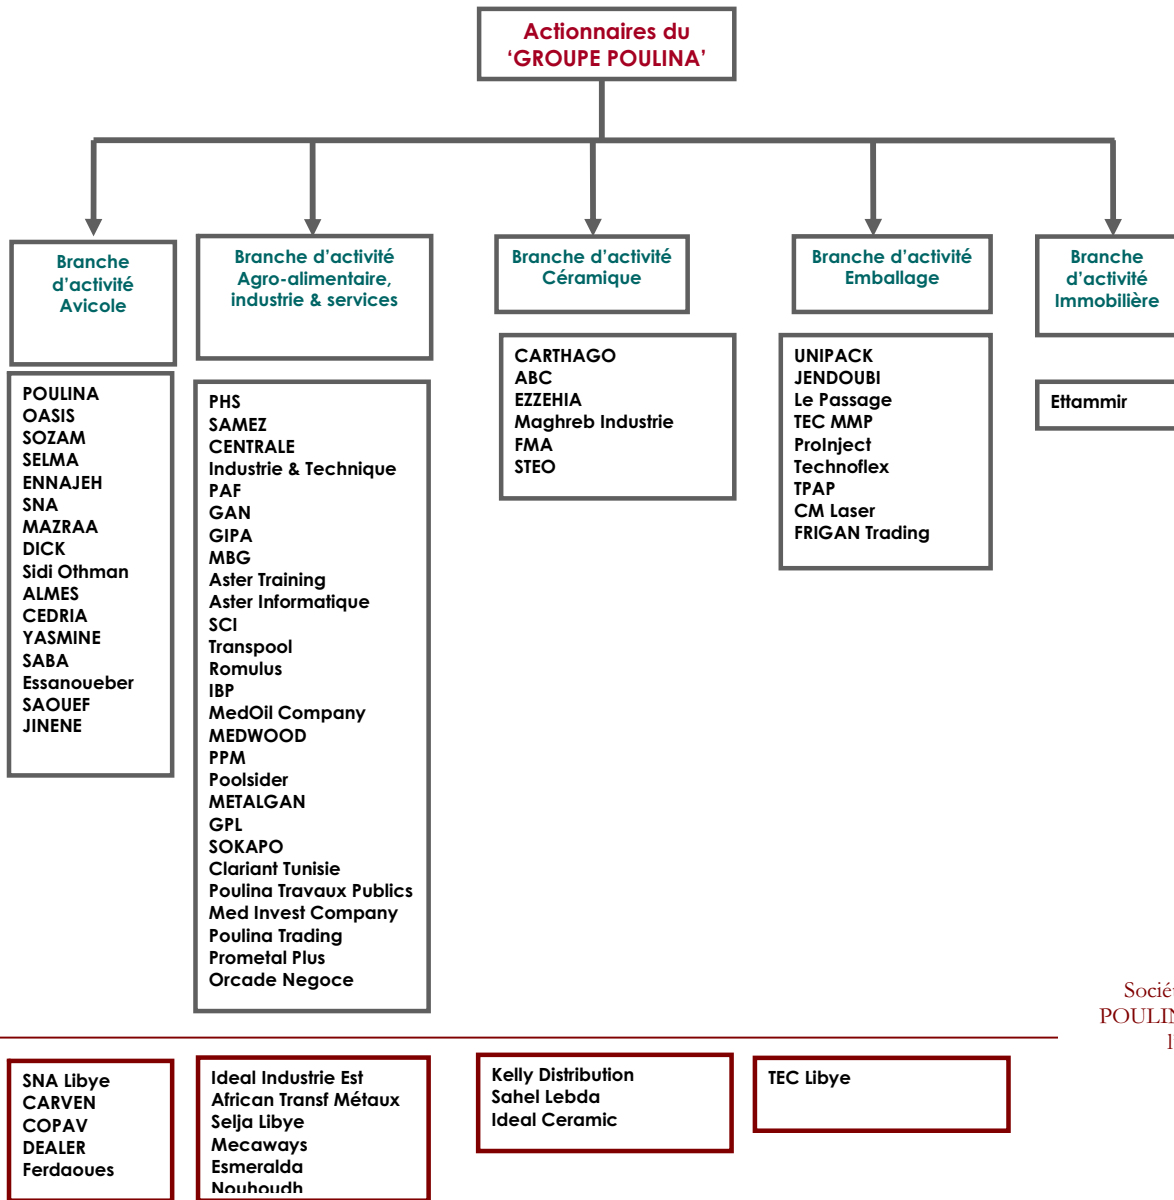 Actionnaires du
‘GROUPE POULINA’
Branche
d’activité
Avicole
Branche d’activité
Agro-alimentaire,
industrie & services
Branche d’activité
Céramique
Branche d’activité
Emballage
Branche
d’activité
Immobilière
POULINA
OASIS
SOZAM
SELMA
ENNAJEH
SNA
MAZRAA
DICK
Sidi Othman
ALMES
CEDRIA
YASMINE
SABA
Essanoueber
SAOUEF
JINENE
PHS
SAMEZ
CENTRALE
Industrie & Technique
PAF
GAN
GIPA
MBG
Aster Training
Aster Informatique
SCI
Transpool
Romulus
IBP
MedOil Company
MEDWOOD
PPM
Poolsider
METALGAN
GPL
SOKAPO
Clariant Tunisie
Poulina Travaux Publics
Med Invest Company
Poulina Trading
Prometal Plus
Orcade Negoce
CARTHAGO
ABC
EZZEHIA
Maghreb Industrie
FMA
STEO
UNIPACK
JENDOUBI
Le Passage
TEC MMP
ProInject
Technoflex
TPAP
CM Laser
FRIGAN Trading
Ettammir
Socié
POULIN
SNA Libye
CARVEN
COPAV
DEALER
Ferdaoues
Ideal Industrie Est
African Transf Métaux
Selja Libye
Mecaways
Esmeralda
Nouhoudh
Kelly Distribution
Sahel Lebda
Ideal Ceramic
TEC Libye